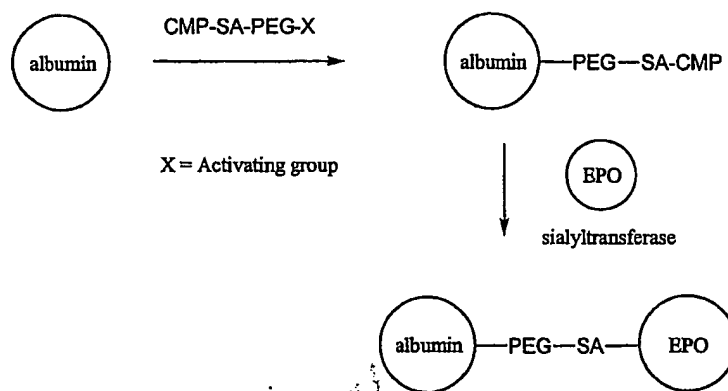 CMP-SA-PEG-X
albumin
albumin PEG SA-CMP
X = Activating group
EPO
sialyltransferase
albumin PEG SA EPO